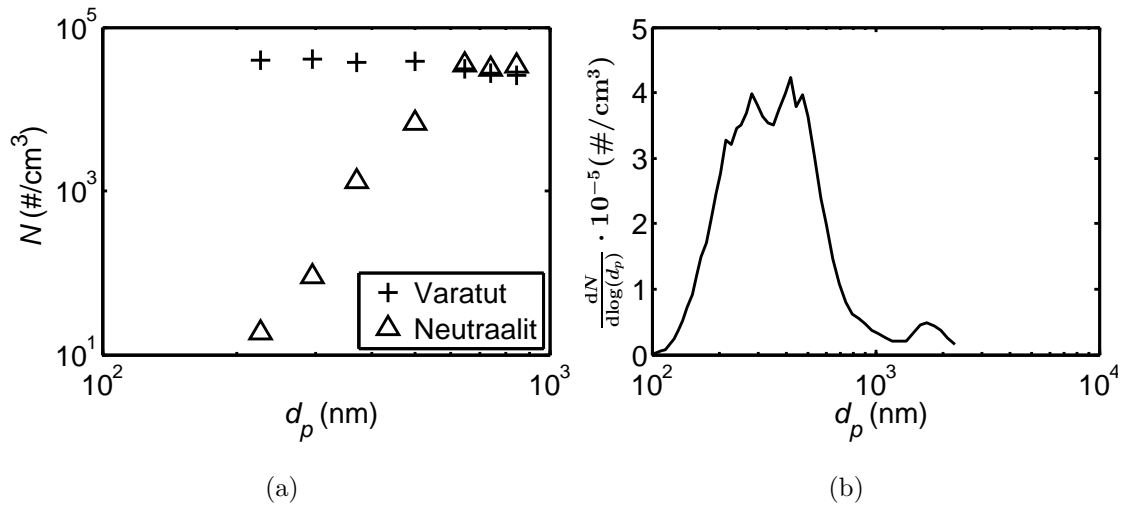 10^5
10^3
10^1
N (#/cm^3)
+ Varatut
△ Neutraalit
10^2
10^3
d_p (nm)
(a)
5
4
3
2
1
0
dN/dlog(d_p) · 10^{-5} (#/cm^3)
10^2
10^3
10^4
d_p (nm)
(b)